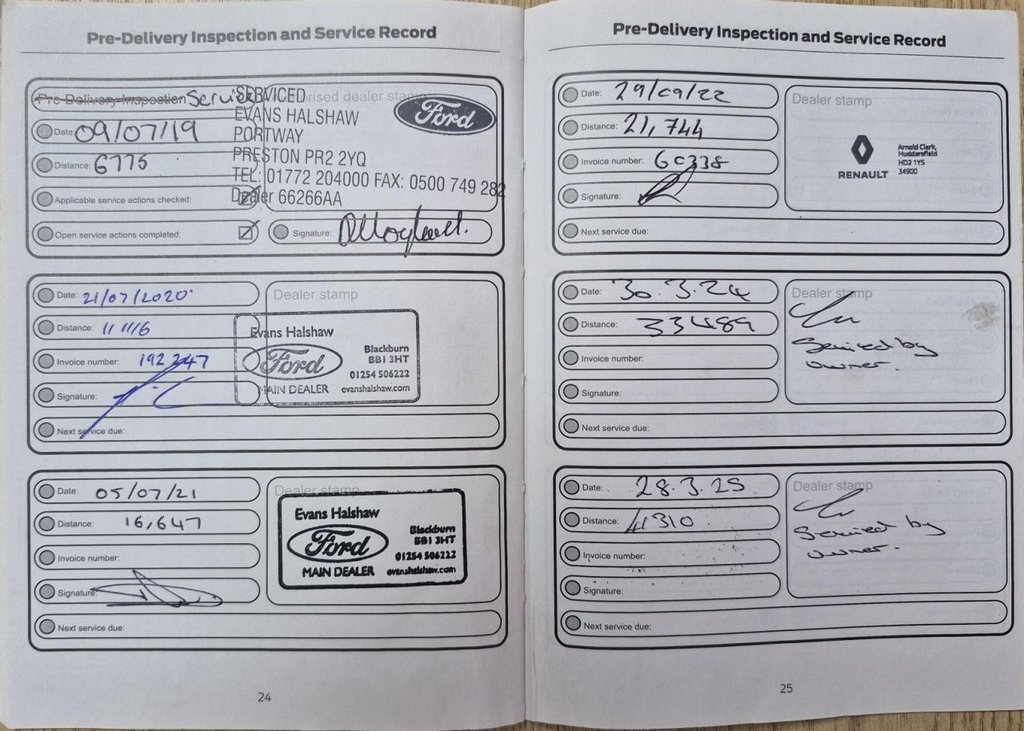 Pre-Delivery Inspection and Service Record
Pre-Delivery Inspection Service
orised dealer stamp
SERVICED
EVANS HALSHAW
PORTWAY
PRESTON PR2 2YQ
TEL: 01772 204000 FAX: 0500 749 282
Dealer 66266AA
Ford
Date: 09/07/19
Distance: 6775
Applicable service actions checked:
Open service actions completed:
Signature:
Date: 21/07/2020
Distance: 11 116
Invoice number: 192 247
Signature:
Next service due:
Dealer stamp
Evans Halshaw
Ford
MAIN DEALER
Blackburn
BB1 3HT
01254 506222
evanshalshaw.com
Date: 05/07/21
Distance: 16,647
Invoice number:
Signature:
Next service due:
Dealer stamp
Evans Halshaw
Ford
MAIN DEALER
Blackburn
BB1 3HT
01254 506222
evanshalshaw.com
24
Pre-Delivery Inspection and Service Record
Date: 29/09/22
Distance: 21,744
Invoice number: 60338
Signature:
Next service due:
Dealer stamp
RENAULT
Arnold Clark,
Huddersfield
HD2 1YS
34900
Date: 30.3.24
Distance: 33489
Invoice number:
Signature:
Next service due:
Dealer stamp
Serviced by
owner.
Date: 28.3.25
Distance: 41310
Invoice number:
Signature:
Next service due:
Dealer stamp
Serviced by
owner.
25